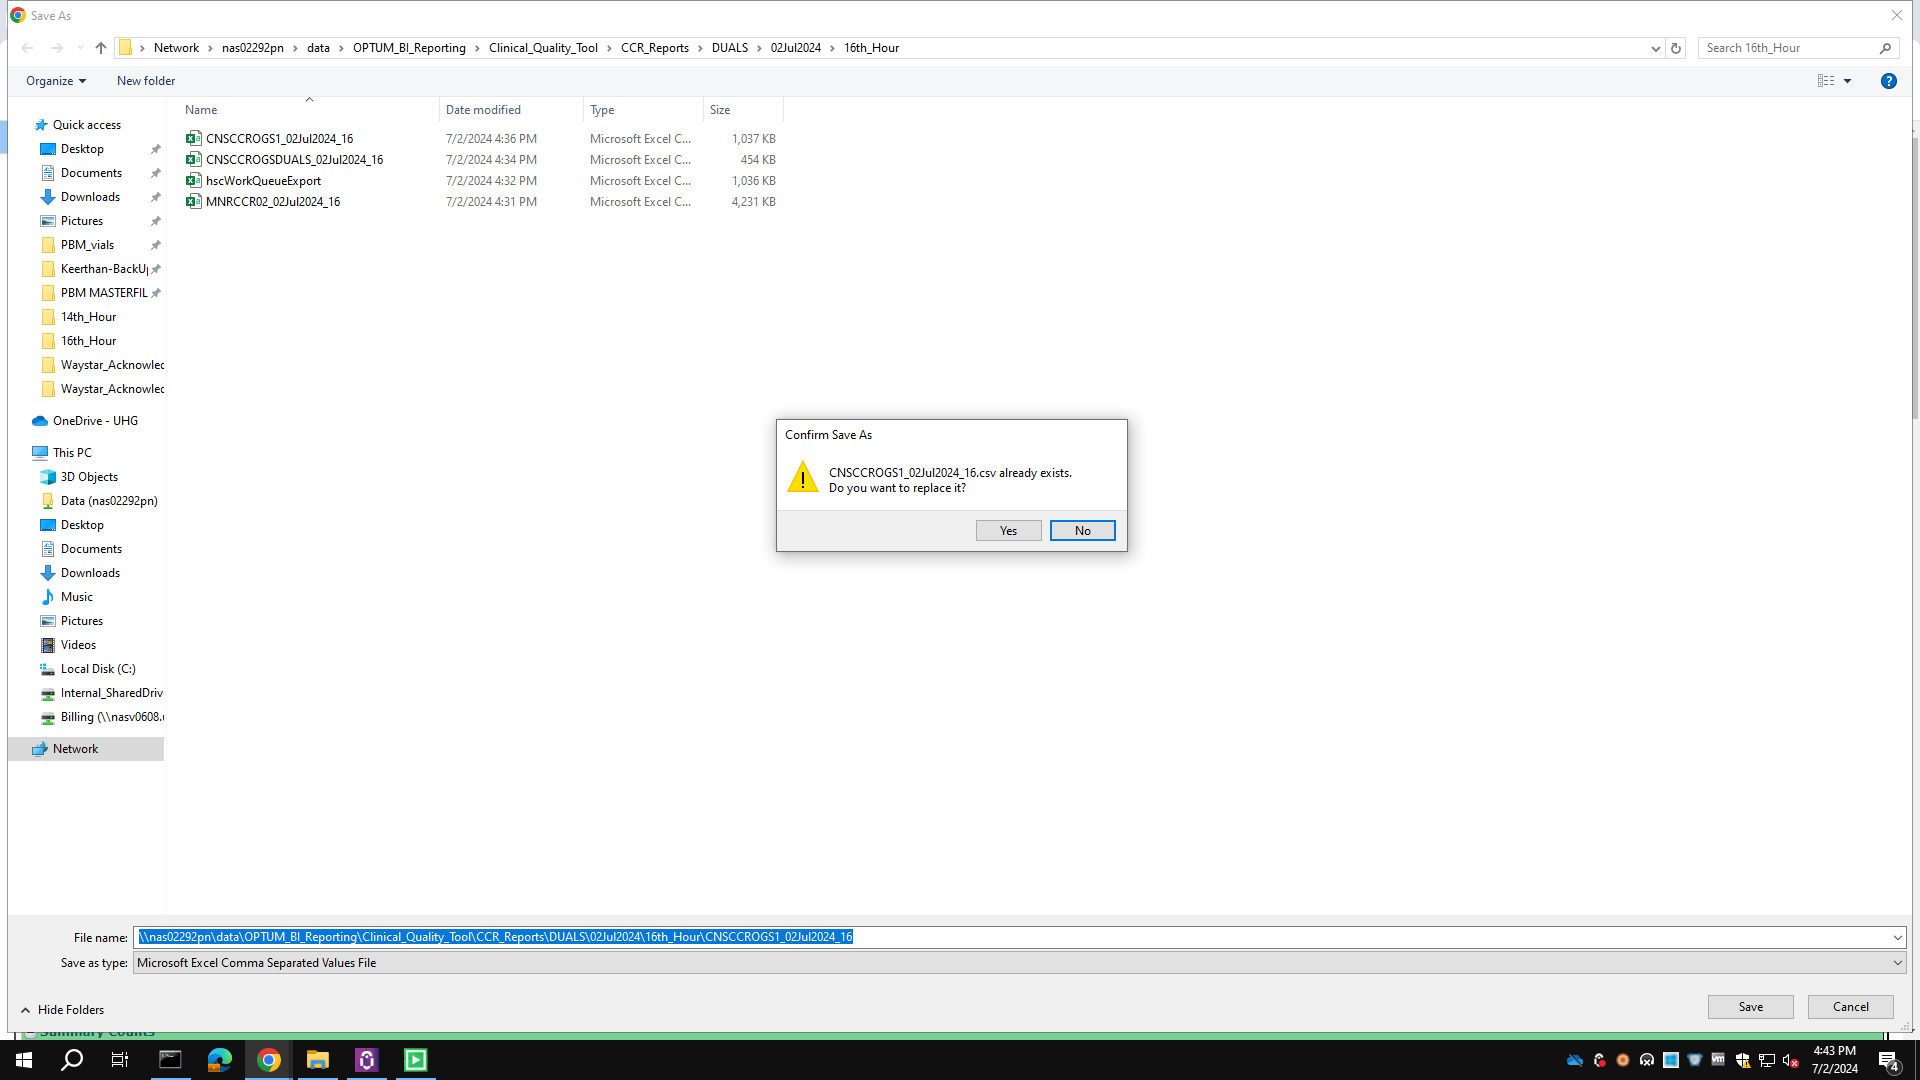 Save As
Network > nas02292pn > data > OPTUM_BI_Reporting > Clinical_Quality_Tool > CCR_Reports > DUALS > 02Jul2024 > 16th_Hour
Search 16th_Hour
Organize
New folder
Name
Date modified
Type
Size
CNSCCROGS1_02Jul2024_16 7/2/2024 4:36 PM Microsoft Excel C... 1,037 KB
CNSCCROGSDUALS_02Jul2024_16 7/2/2024 4:34 PM Microsoft Excel C... 454 KB
hscWorkQueueExport 7/2/2024 4:32 PM Microsoft Excel C... 1,036 KB
MNRCCR02_02Jul2024_16 7/2/2024 4:31 PM Microsoft Excel C... 4,231 KB
Quick access
Desktop
Documents
Downloads
Pictures
PBM_vials
Keerthan-BackUp
PBM MASTERFIL
14th_Hour
16th_Hour
Waystar_Acknowled
Waystar_Acknowled
OneDrive - UHG
This PC
3D Objects
Data (nas02292pn)
Desktop
Documents
Downloads
Music
Pictures
Videos
Local Disk (C:)
Internal_SharedDriv
Billing (\\nasv0608.u
Network
Confirm Save As
CNSCCROGS1_02Jul2024_16.csv already exists.
Do you want to replace it?
Yes
No
File name: \\nas02292pn\data\OPTUM_BI_Reporting\Clinical_Quality_Tool\CCR_Reports\DUALS\02Jul2024\16th_Hour\CNSCCROGS1_02Jul2024_16
Save as type: Microsoft Excel Comma Separated Values File
Hide Folders
Save
Cancel
Summary Counts
4:43 PM
7/2/2024
4